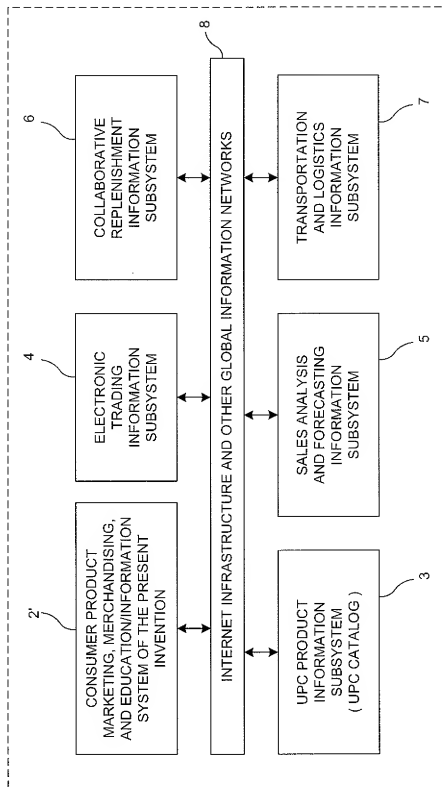 2'
CONSUMER PRODUCT
MARKETING, MERCHANDISING,
AND EDUCATION/INFORMATION
SYSTEM OF THE PRESENT
INVENTION
4
ELECTRONIC
TRADING
INFORMATION
SUBSYSTEM
6
COLLABORATIVE
REPLENISHMENT
INFORMATION
SUBSYSTEM
8
INTERNET INFRASTRUCTURE AND OTHER GLOBAL INFORMATION NETWORKS
UPC PRODUCT
INFORMATION
SUBSYSTEM
( UPC CATALOG )
3
SALES ANALYSIS
AND FORECASTING
INFORMATION
SUBSYSTEM
5
TRANSPORTATION
AND LOGISTICS
INFORMATION
SUBSYSTEM
7